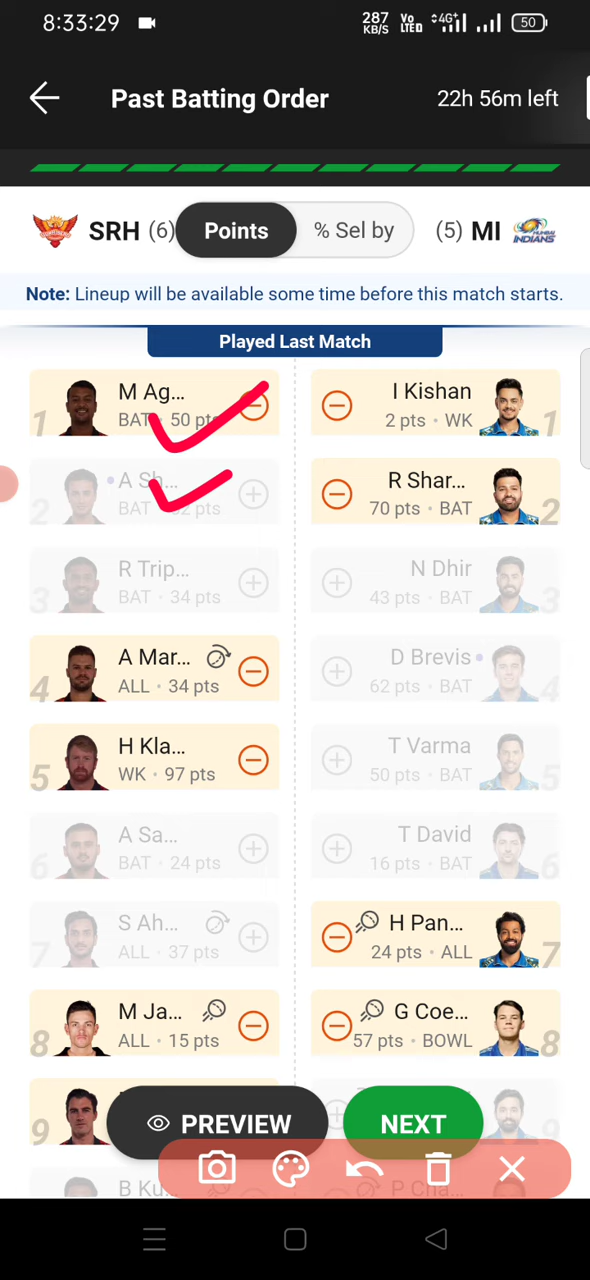 8:33:29 287 KB/S Vo LTED 4G+ 50
Past Batting Order 22h 56m left
SRH (6) Points % Sel by (5) MI MUMBAI INDIANS
Note: Lineup will be available some time before this match starts.
Played Last Match
1 M Ag... BAT · 50 pts
I Kishan 2 pts · WK 1
2 A Sh... BAT
R Shar... 70 pts · BAT 2
3 R Trip... BAT · 34 pts
N Dhir 43 pts · BAT 3
4 A Mar... ALL · 34 pts
D Brevis 62 pts · BAT 4
5 H Kla... WK · 97 pts
T Varma 50 pts · BAT 5
6 A Sa... BAT · 24 pts
T David 16 pts · BAT 6
7 S Ah... ALL · 37 pts
H Pan... 24 pts · ALL 7
8 M Ja... ALL · 15 pts
G Coe... 57 pts · BOWL 8
9 PREVIEW NEXT 9
B Ku... P Cha...